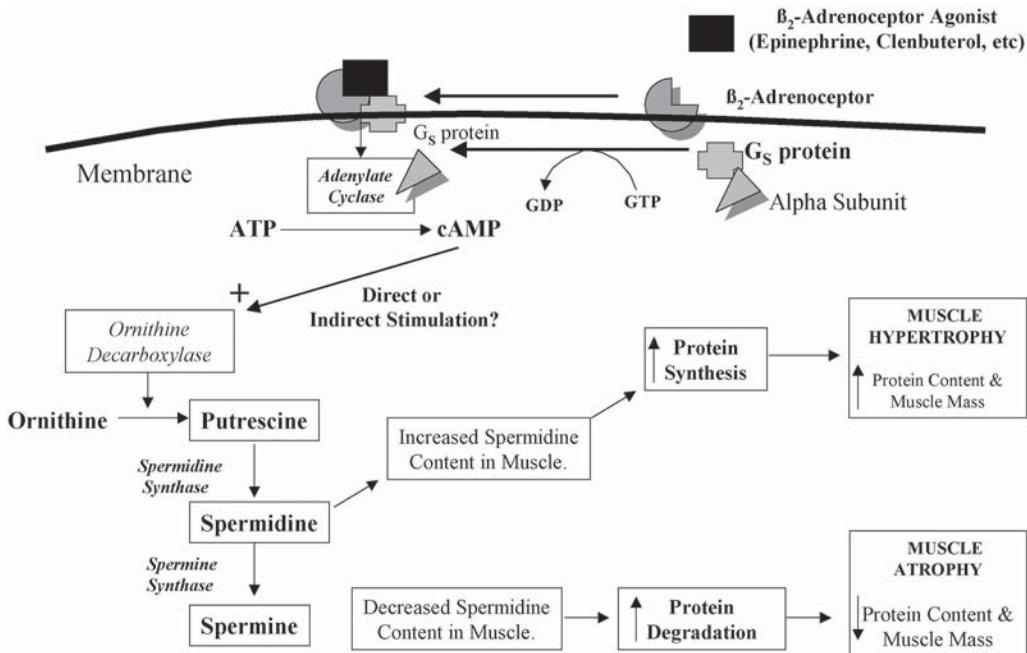 ß₂-Adrenoceptor Agonist
(Epinephrine, Clenbuterol, etc)
ß₂-Adrenoceptor
Gₛ protein
Gₛ protein
Membrane
Adenylate
Cyclase
GDP
GTP
Alpha Subunit
ATP
cAMP
+
Direct or
Indirect Stimulation?
Ornithine
Decarboxylase
Protein
Synthesis
MUSCLE
HYPERTROPHY
Protein Content &
Muscle Mass
Ornithine
Putrescine
Increased Spermidine
Content in Muscle.
Spermidine
Synthase
Spermidine
Spermine
Synthase
Spermine
Decreased Spermidine
Content in Muscle.
Protein
Degradation
MUSCLE
ATROPHY
Protein Content &
Muscle Mass